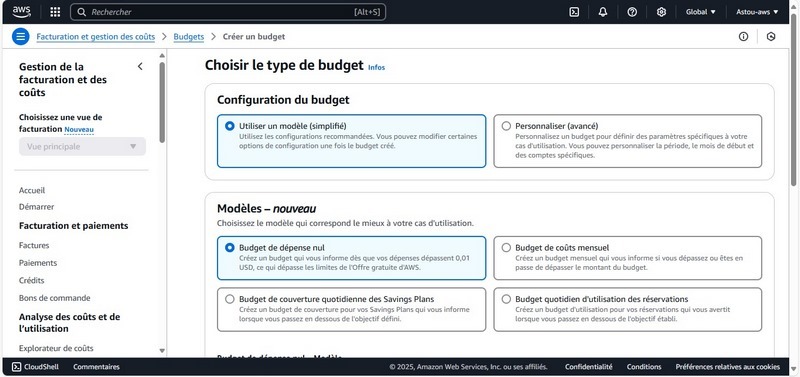 aws
Rechercher
[Alt+S]
Global
Astou-aws
Facturation et gestion des coûts
Budgets
Créer un budget
Gestion de la
facturation et des
coûts
Choisissez une vue de
facturation Nouveau
Vue principale
Accueil
Démarrer
Facturation et paiements
Factures
Paiements
Crédits
Bons de commande
Analyse des coûts et de
l'utilisation
Explorateur de coûts
Choisir le type de budget Infos
Configuration du budget
Utiliser un modèle (simplifié)
Utilisez les configurations recommandées. Vous pouvez modifier certaines
options de configuration une fois le budget créé.
Personnaliser (avancé)
Personnalisez un budget pour définir des paramètres spécifiques à votre
cas d'utilisation. Vous pouvez personnaliser la période, le mois de début et
des comptes spécifiques.
Modèles – nouveau
Choisissez le modèle qui correspond le mieux à votre cas d'utilisation.
Budget de dépense nul
Créez un budget qui vous informe dès que vos dépenses dépassent 0,01
USD, ce qui dépasse les limites de l'Offre gratuite d'AWS.
Budget de coûts mensuel
Créez un budget mensuel qui vous informe si vous dépassez ou êtes en
passe de dépasser le montant du budget.
Budget de couverture quotidienne des Savings Plans
Créez un budget de couverture pour vos Savings Plans qui vous informe
lorsque vous passez en dessous de l'objectif défini.
Budget quotidien d'utilisation des réservations
Créez un budget d'utilisation pour vos réservations qui vous avertit
lorsque vous passez en dessous de l'objectif établi.
Budget de dépense nul – Modèle
CloudShell
Commentaires
© 2025, Amazon Web Services, Inc. ou ses affiliés.
Confidentialité
Conditions
Préférences relatives aux cookies